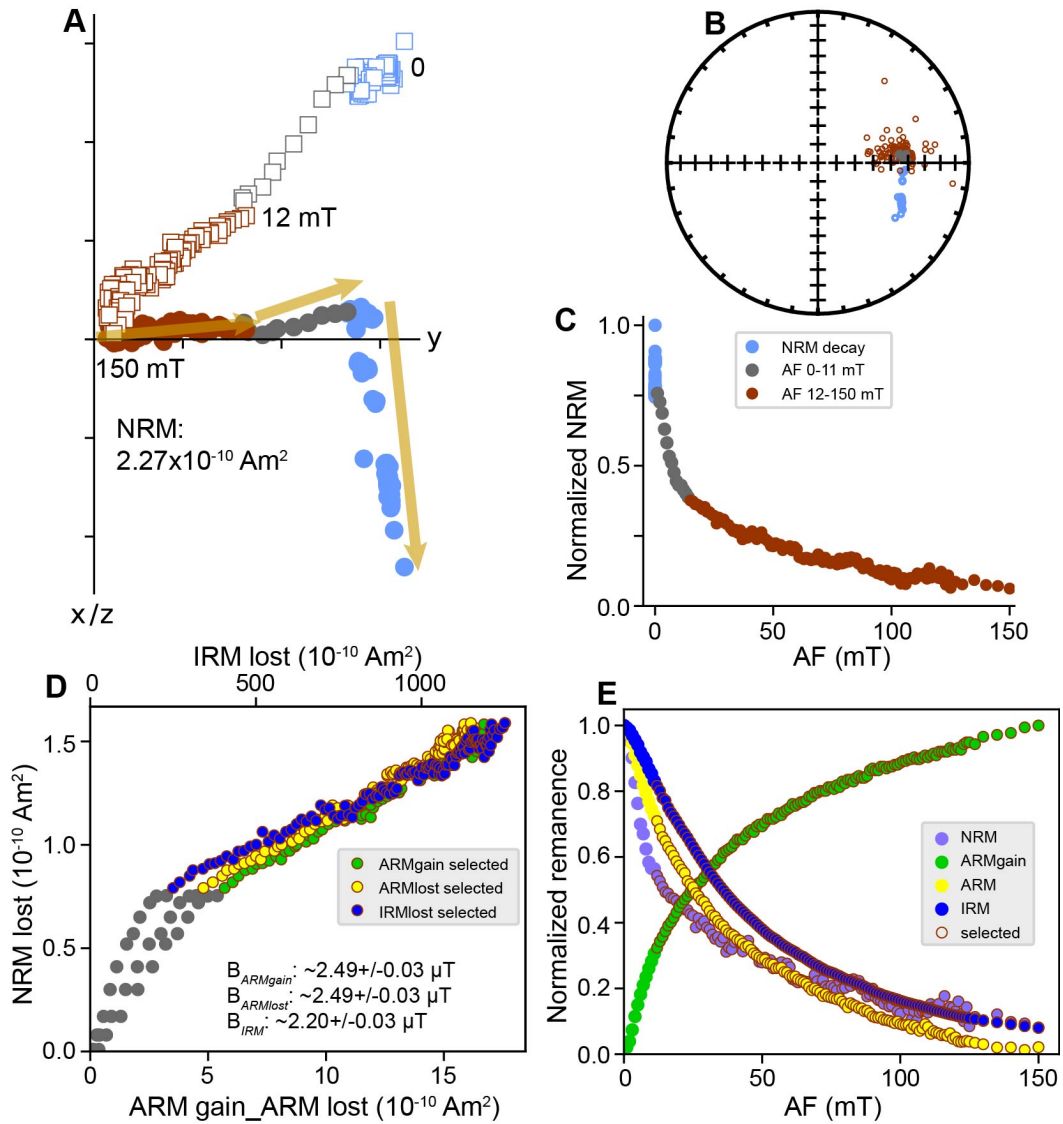 A
0
12 mT
y
150 mT
NRM:
2.27x10⁻¹⁰ Am²
x/z
B
C
Normalized NRM
1.0
0.5
0.0
NRM decay
AF 0-11 mT
AF 12-150 mT
0 50 100 150
AF (mT)
D
IRM lost (10⁻¹⁰ Am²)
0 500 1000
NRM lost (10⁻¹⁰ Am²)
1.5
1.0
0.5
0.0
ARMgain selected
ARMlost selected
IRMlost selected
B_ARMgain: ~2.49+/-0.03 µT
B_ARMlost: ~2.49+/-0.03 µT
B_IRM: ~2.20+/-0.03 µT
0 5 10 15
ARM gain_ARM lost (10⁻¹⁰ Am²)
E
Normalized remanence
1.0
0.8
0.6
0.4
0.2
0.0
NRM
ARMgain
ARM
IRM
selected
0 50 100 150
AF (mT)